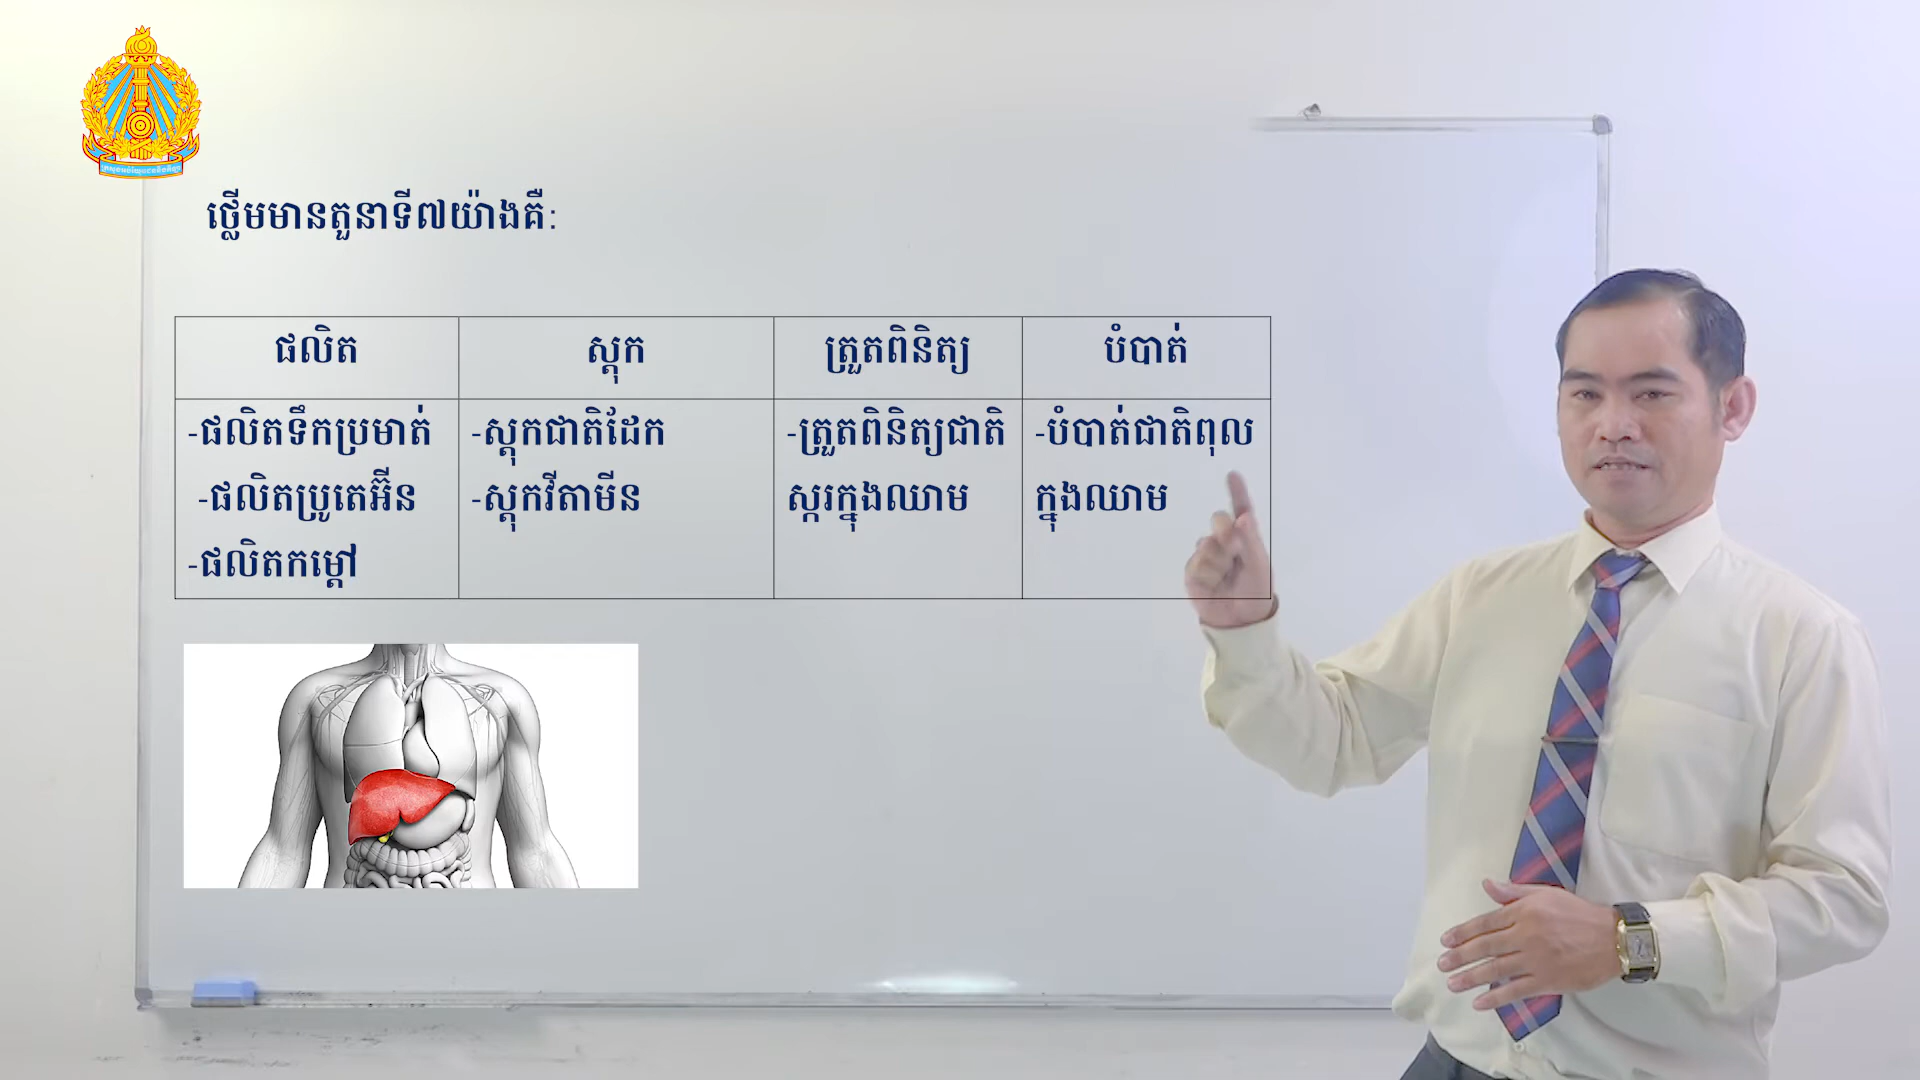 ថ្លើមមានតួនាទី៧យ៉ាងគឺ:
ផលិត
ស្តុក
ត្រួតពិនិត្យ
បំបាត់
-ផលិតទឹកប្រមាត់
-ផលិតប្រូតេអ៊ីន
-ផលិតកម្តៅ
-ស្តុកជាតិដែក
-ស្តុកវីតាមីន
-ត្រួតពិនិត្យជាតិ
ស្ករក្នុងឈាម
-បំបាត់ជាតិពុល
ក្នុងឈាម